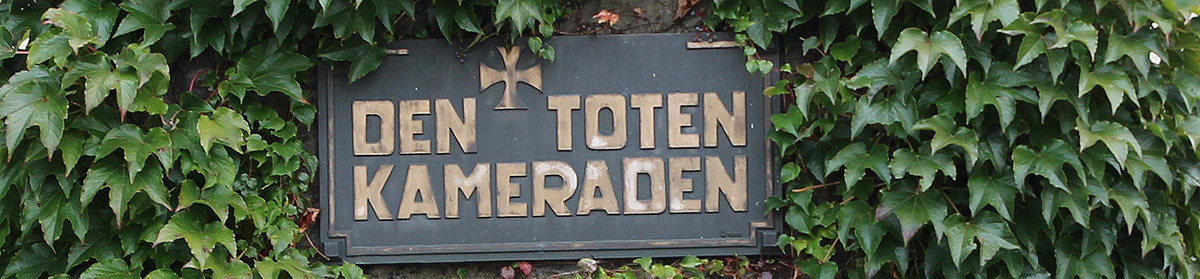 DEN TOTEN
KAMERADEN